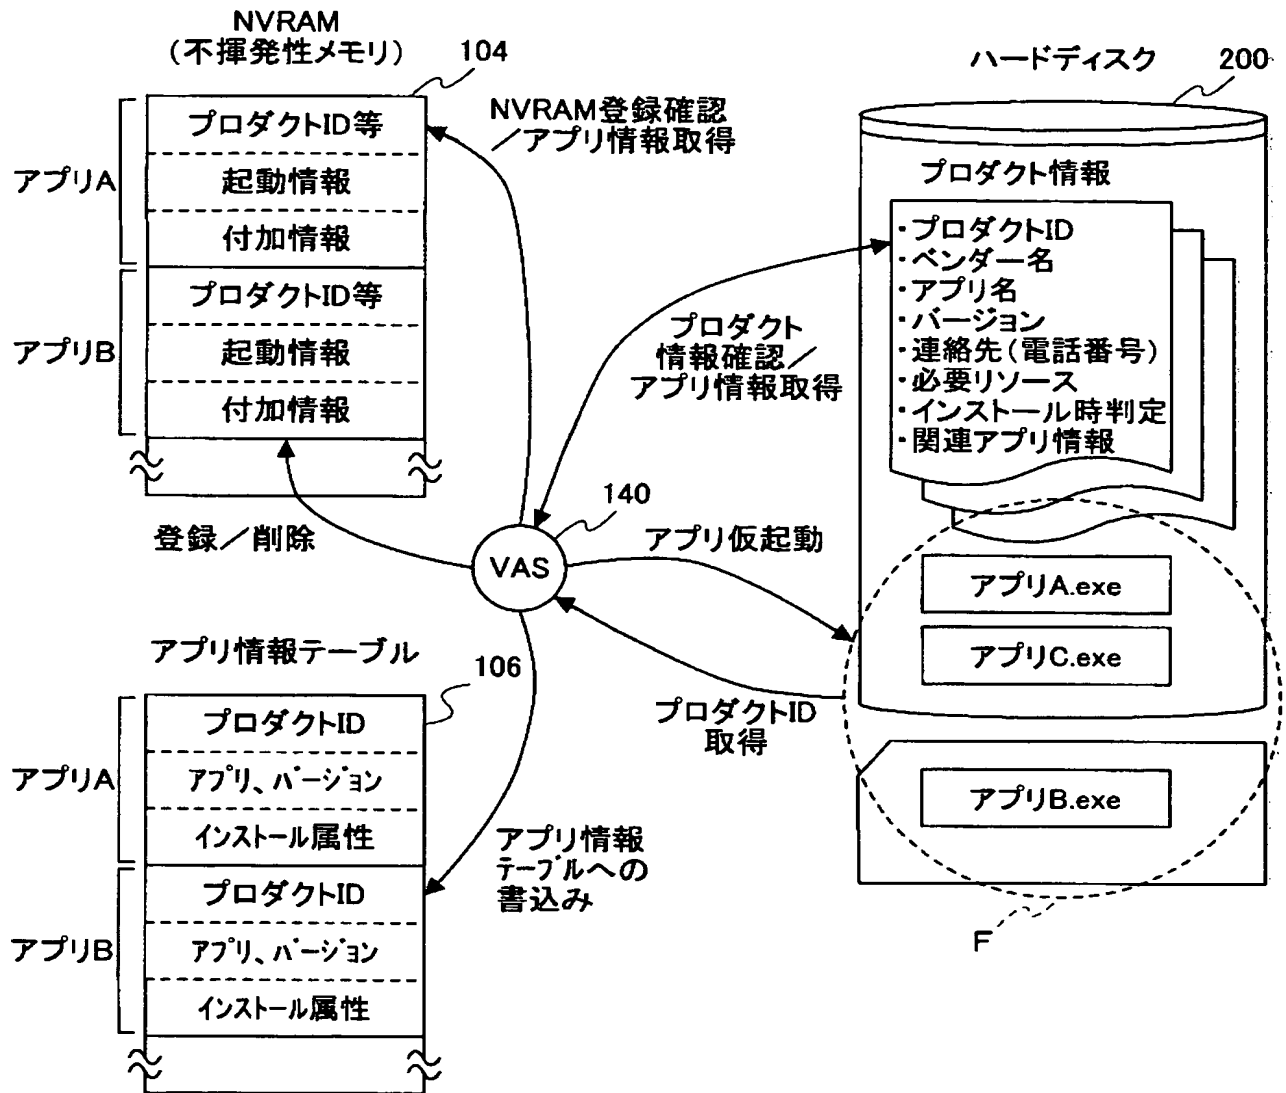 NVRAM
(不揮発性メモリ)
104
アプリA
プロダクトID等
起動情報
付加情報
アプリB
プロダクトID等
起動情報
付加情報
NVRAM登録確認
/アプリ情報取得
登録/削除
プロダクト
情報確認/
アプリ情報取得
140
VAS
アプリ仮起動
プロダクトID
取得
ハードディスク
200
プロダクト情報
・プロダクトID
・ベンダー名
・アプリ名
・バージョン
・連絡先(電話番号)
・必要リソース
・インストール時判定
・関連アプリ情報
アプリA.exe
アプリC.exe
アプリB.exe
F
アプリ情報テーブル
106
アプリA
プロダクトID
アプリ、バージョン
インストール属性
アプリB
プロダクトID
アプリ、バージョン
インストール属性
アプリ情報
テーブルへの
書込み